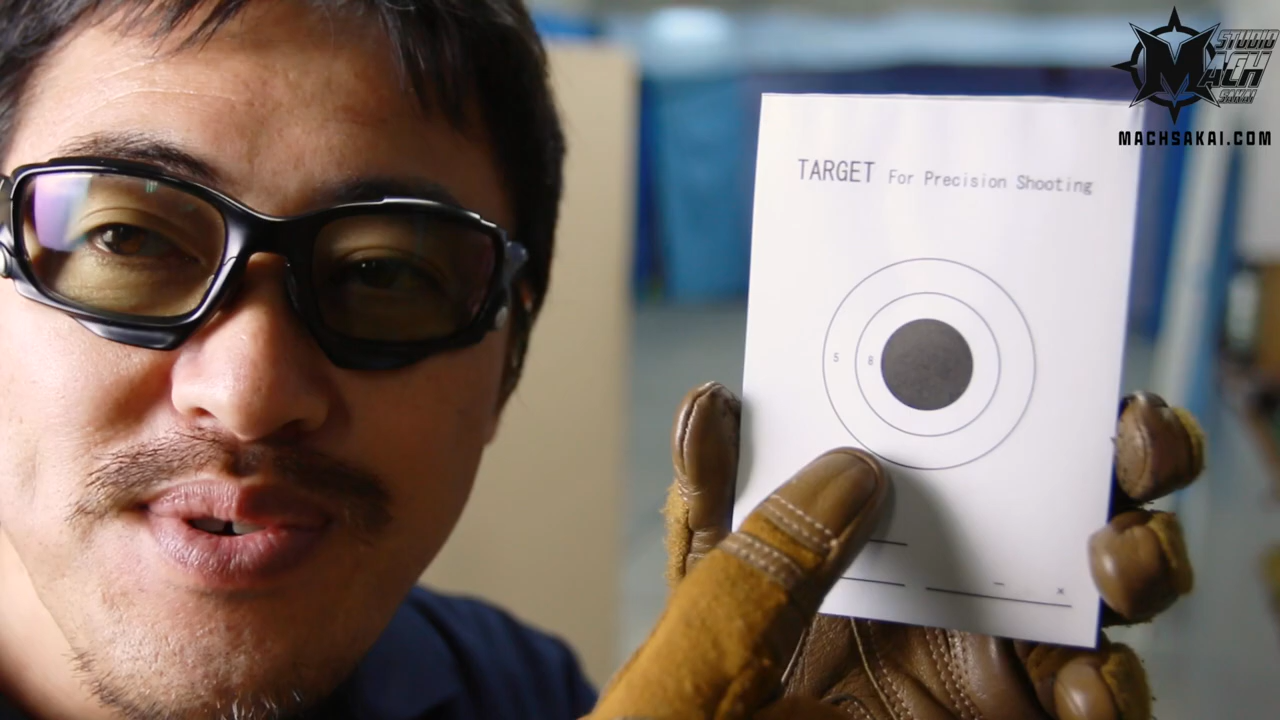 STUDIO
MACH
SAKAI
MACHSAKAI.COM
TARGET For Precision Shooting
5 8